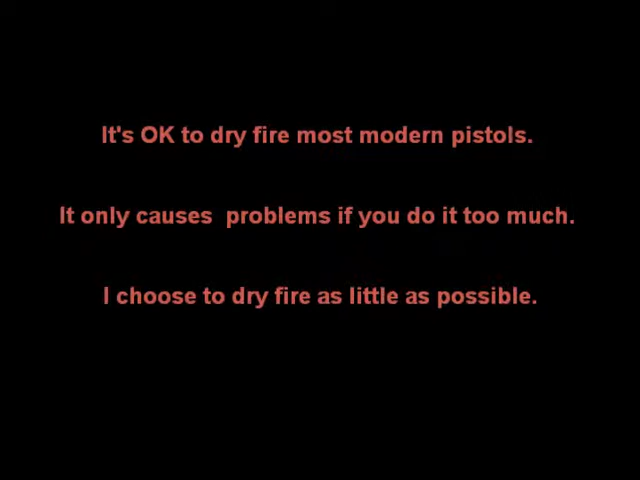 It's OK to dry fire most modern pistols.
It only causes  problems if you do it too much.
I choose to dry fire as little as possible.